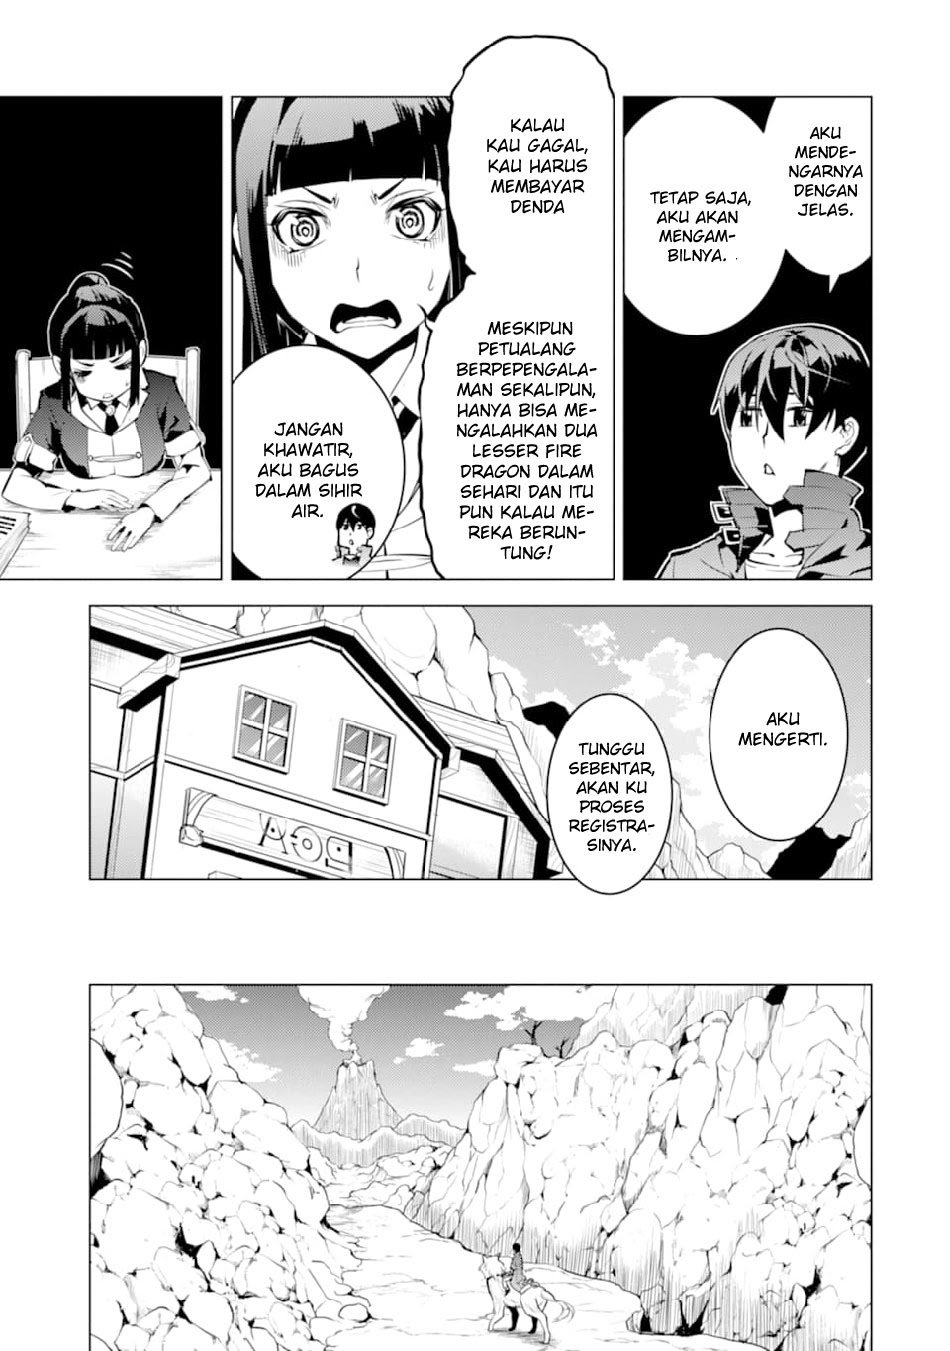 AKU
MENDE-
NGARNYA
DENGAN
JELAS.
TETAP SAJA,
AKU AKAN
MENGAM-
BILNYA.
KALAU
KAU GAGAL,
KAU HARUS
MEMBAYAR
DENDA
MESKIPUN
PETUALANG
BERPEPENGALA-
MAN SEKALIPUN,
HANYA BISA ME-
NGALAHKAN DUA
LESSER FIRE
DRAGON DALAM
SEHARI DAN ITU
PUN KALAU ME-
REKA BERUN-
TUNG!
JANGAN
KHAWATIR,
AKU BAGUS
DALAM SIHIR
AIR.
AKU
MENGERTI.
TUNGGU
SEBENTAR,
AKAN KU
PROSES
REGISTRA-
SINYA.